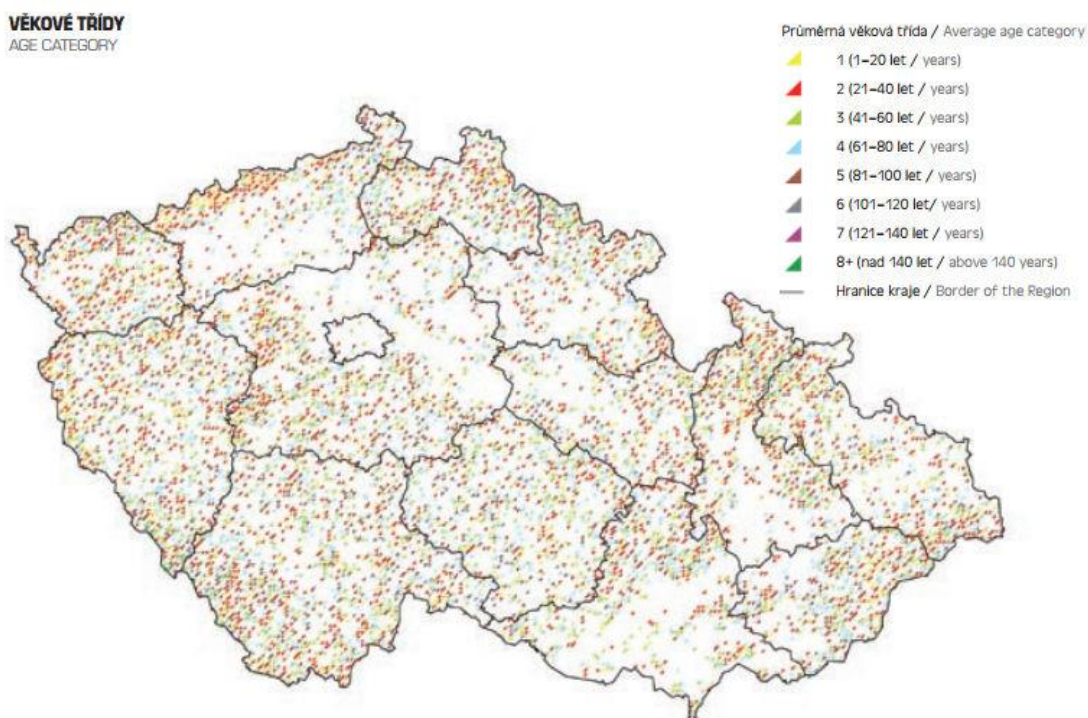 VĚKOVÉ TŘÍDY
AGE CATEGORY
Průměrná věková třída / Average age category
1 (1–20 let / years)
2 (21–40 let / years)
3 (41–60 let / years)
4 (61–80 let / years)
5 (81–100 let / years)
6 (101–120 let/ years)
7 (121–140 let / years)
8+ (nad 140 let / above 140 years)
Hranice kraje / Border of the Region